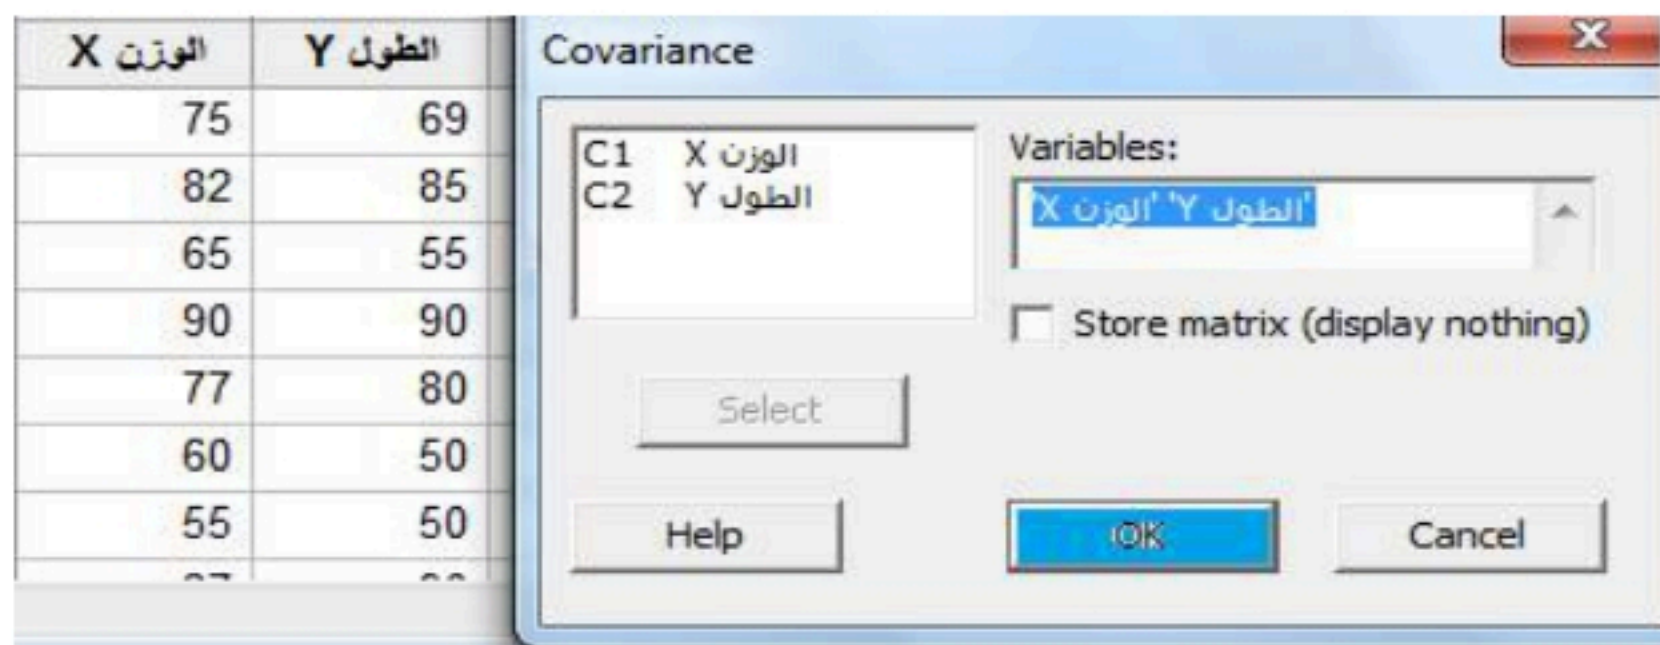 الوزن X الطول Y
75 69
82 85
65 55
90 90
77 80
60 50
55 50
Covariance
C1 الوزن X
C2 الطول Y
Variables:
'الوزن X' 'الطول Y'
Store matrix (display nothing)
Select
Help OK Cancel